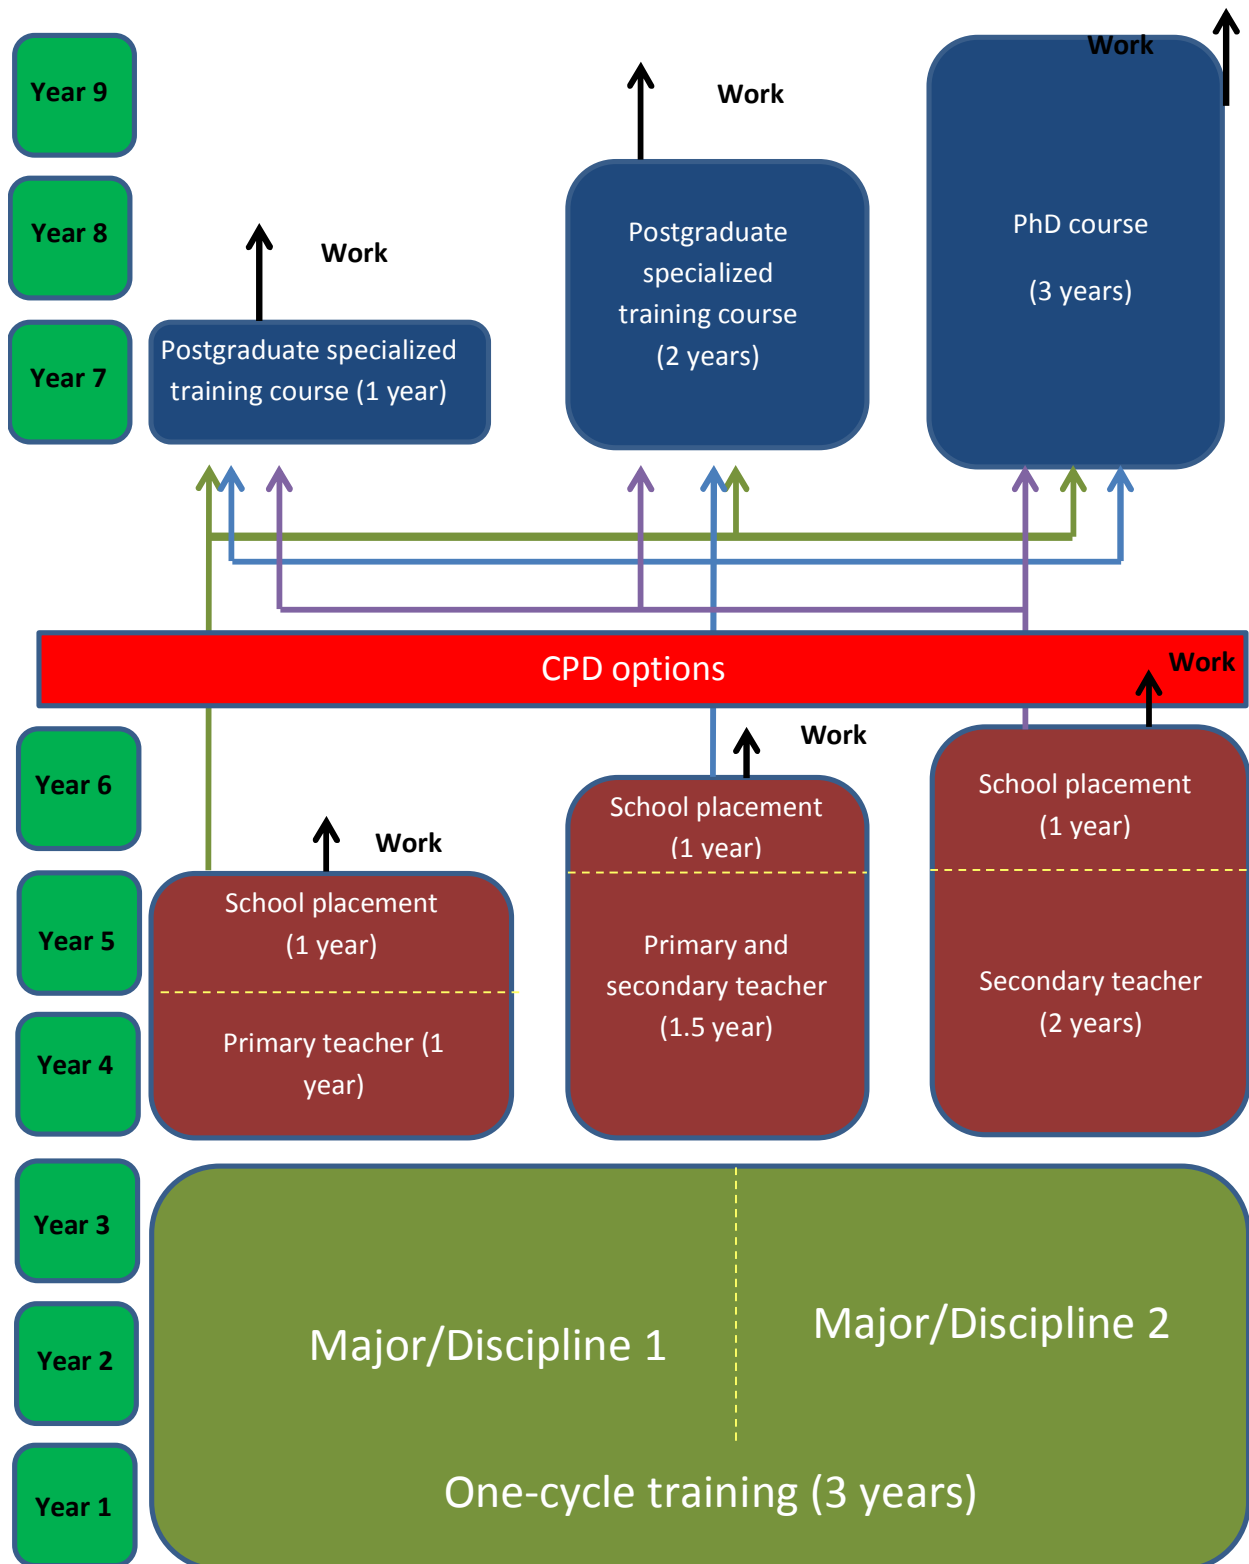 Work
Year 9
Work
Year 8
Work
Postgraduate
specialized
training course
(2 years)
PhD course
(3 years)
Year 7
Postgraduate specialized
training course (1 year)
CPD options
Work
Year 6
Work
School placement
(1 year)
School placement
(1 year)
Work
Year 5
School placement
(1 year)
Primary and
secondary teacher
(1.5 year)
Secondary teacher
(2 years)
Year 4
Primary teacher (1
year)
Year 3
Major/Discipline 1
Major/Discipline 2
Year 2
One-cycle training (3 years)
Year 1